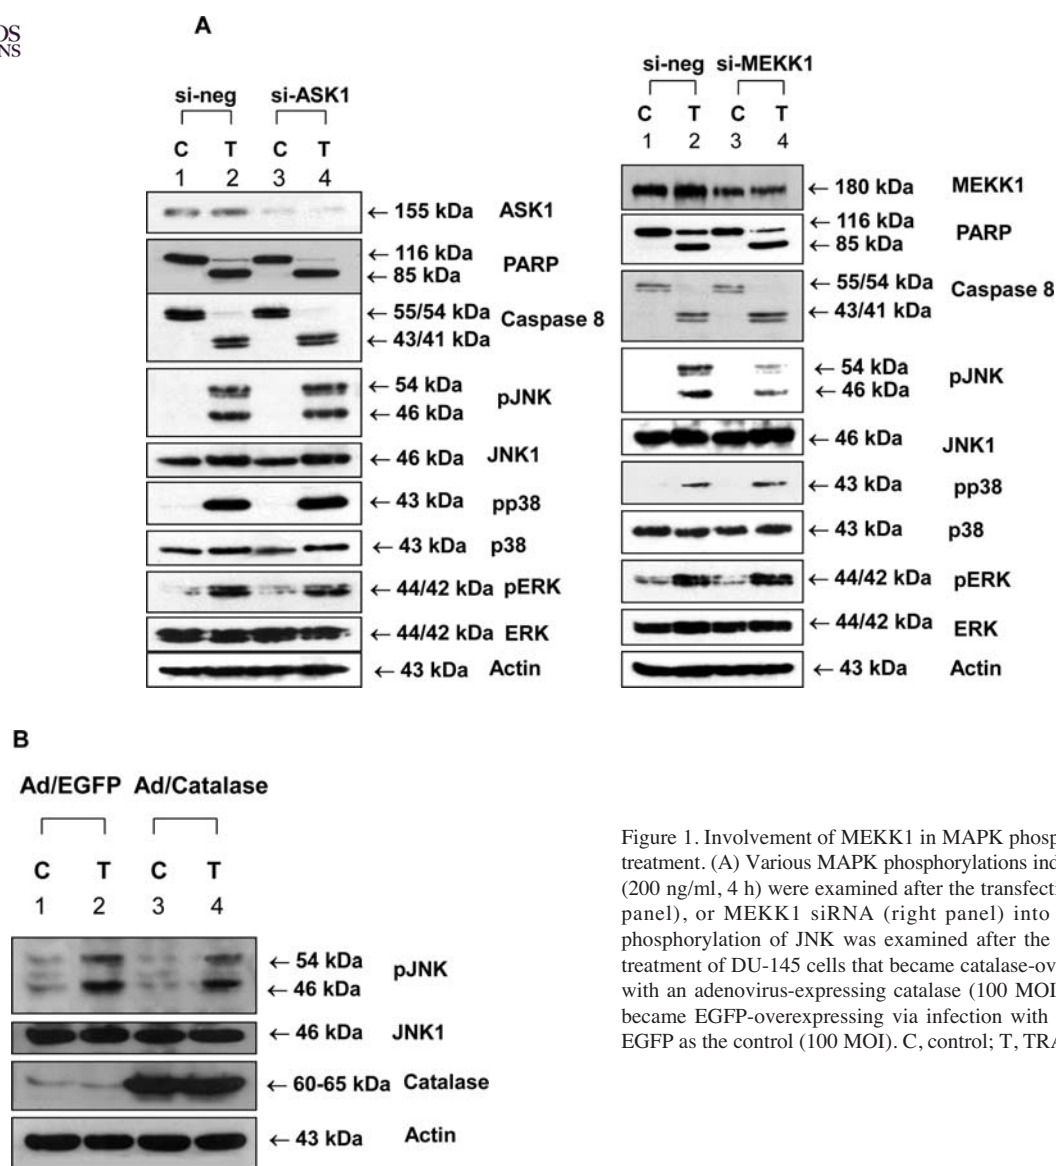 OS
NS
A
si-neg si-ASK1
C T C T
1 2 3 4
← 155 kDa ASK1
← 116 kDa
← 85 kDa PARP
← 55/54 kDa Caspase 8
← 43/41 kDa
← 54 kDa
← 46 kDa pJNK
← 46 kDa JNK1
← 43 kDa pp38
← 43 kDa p38
← 44/42 kDa pERK
← 44/42 kDa ERK
← 43 kDa Actin
si-neg si-MEKK1
C T C T
1 2 3 4
← 180 kDa MEKK1
← 116 kDa
← 85 kDa PARP
← 55/54 kDa Caspase 8
← 43/41 kDa
← 54 kDa
← 46 kDa pJNK
← 46 kDa JNK1
← 43 kDa pp38
← 43 kDa p38
← 44/42 kDa pERK
← 44/42 kDa ERK
← 43 kDa Actin
B
Ad/EGFP Ad/Catalase
C T C T
1 2 3 4
← 54 kDa
← 46 kDa pJNK
← 46 kDa JNK1
← 60-65 kDa Catalase
← 43 kDa Actin
Figure 1. Involvement of MEKK1 in MAPK phosp
treatment. (A) Various MAPK phosphorylations ind
(200 ng/ml, 4 h) were examined after the transfecti
panel), or MEKK1 siRNA (right panel) into
phosphorylation of JNK was examined after the
treatment of DU-145 cells that became catalase-ov
with an adenovirus-expressing catalase (100 MOI
became EGFP-overexpressing via infection with
EGFP as the control (100 MOI). C, control; T, TRA